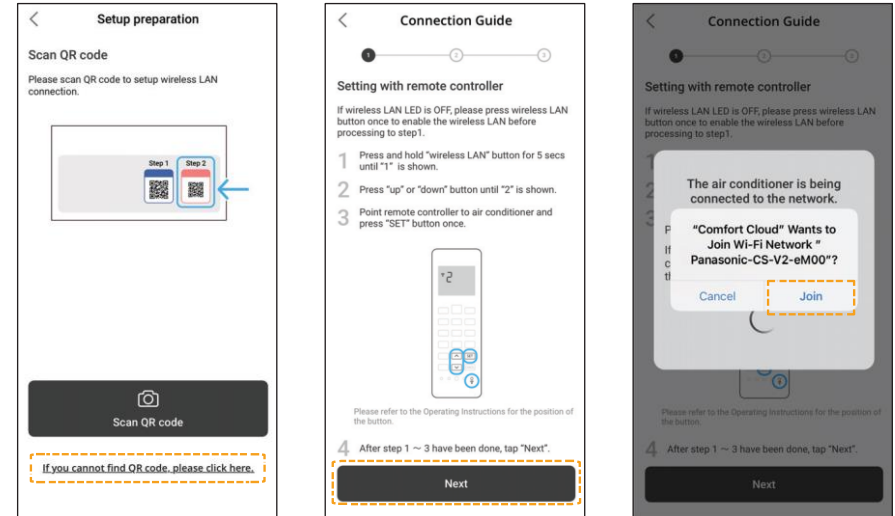 Setup preparation
Scan QR code
Please scan QR code to setup wireless LAN
connection.
Step 1
Step 2
Scan QR code
If you cannot find QR code, please click here.
Connection Guide
1
2
3
Setting with remote controller
If wireless LAN LED is OFF, please press wireless LAN
button once to enable the wireless LAN before
processing to step1.
1 Press and hold "wireless LAN" button for 5 secs
until "1" is shown.
2 Press "up" or "down" button until "2" is shown.
3 Point remote controller to air conditioner and
press "SET" button once.
2
SET
Please refer to the Operating Instructions for the position of
the button.
4 After step 1 ～ 3 have been done, tap "Next".
Next
Connection Guide
1
2
3
Setting with remote controller
If wireless LAN LED is OFF, please press wireless LAN
button once to enable the wireless LAN before
processing to step1.
1
2
3
The air conditioner is being
connected to the network.
"Comfort Cloud" Wants to
Join Wi-Fi Network "
Panasonic-CS-V2-eM00"?
Cancel
Join
Please refer to the Operating Instructions for the position of
the button.
4 After step 1 ～ 3 have been done, tap "Next".
Next